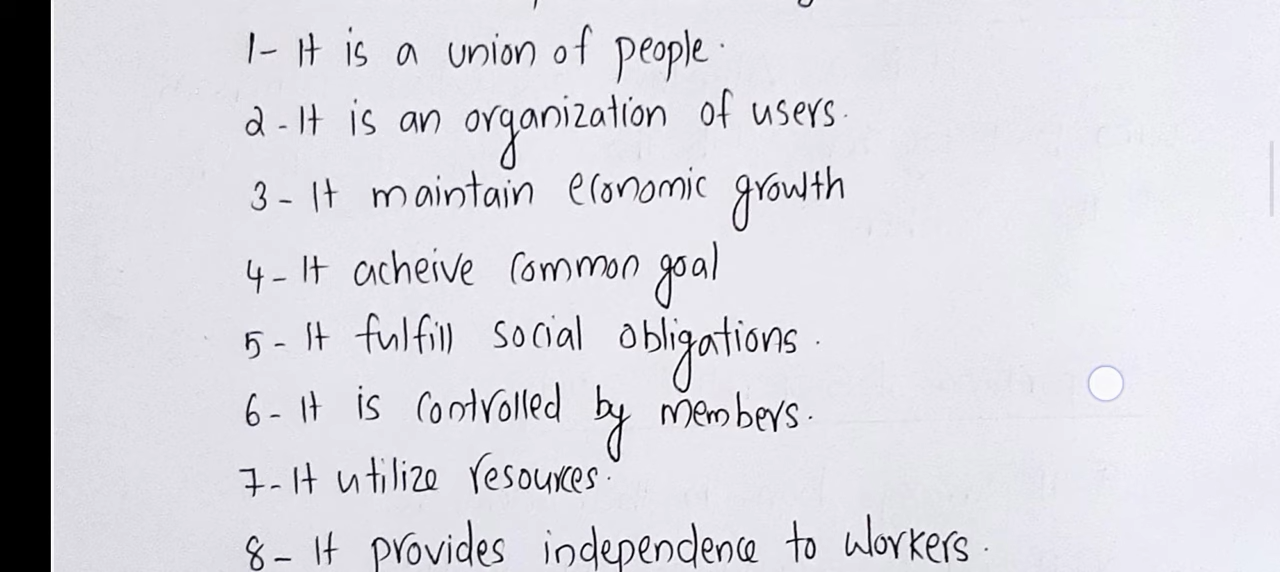 1- It is a union of people.
2-It is an organization of users.
3- It maintain economic growth
4- It acheive common goal
5- It fulfill social obligations.
6- It is controlled by members.
7-It utilize resources.
8- It provides independence to workers.